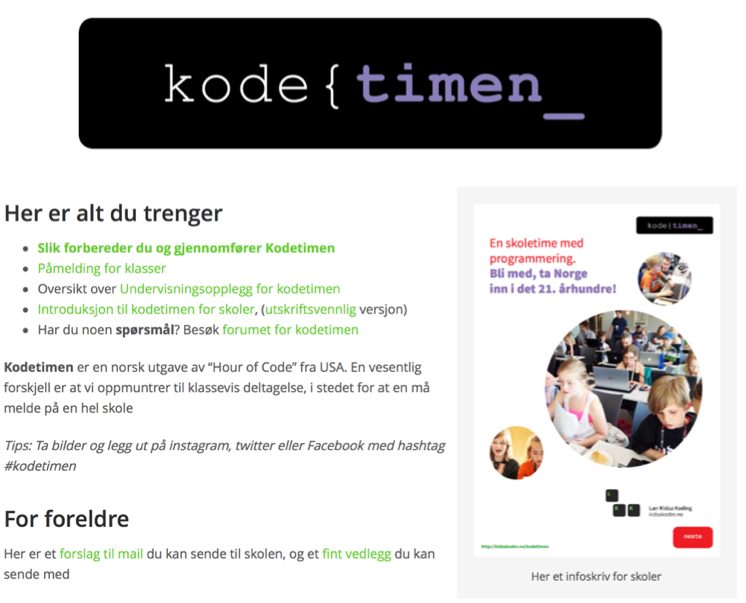 kode{timen_
Her er alt du trenger
Slik forbereder du og gjennomfører Kodetimen
Påmelding for klasser
Oversikt over Undervisningsopplegg for kodetimen
Introduksjon til kodetimen for skoler, (utskriftsvennlig versjon)
Har du noen spørsmål? Besøk forumet for kodetimen
Kodetimen er en norsk utgave av “Hour of Code” fra USA. En vesentlig
forskjell er at vi oppmuntrer til klassevis deltagelse, i stedet for at en må
melde på en hel skole
Tips: Ta bilder og legg ut på instagram, twitter eller Facebook med hashtag
#kodetimen
For foreldre
Her er et forslag til mail du kan sende til skolen, og et fint vedlegg du kan
sende med
kode{timen_
En skoletime med
programmering.
Bli med, ta Norge
inn i det 21. århundre!
L
K K
Lær Kidsa Koding
kidsakoder.no
http://kidsakoder.no/kodetimen
neste
Her et infoskriv for skoler